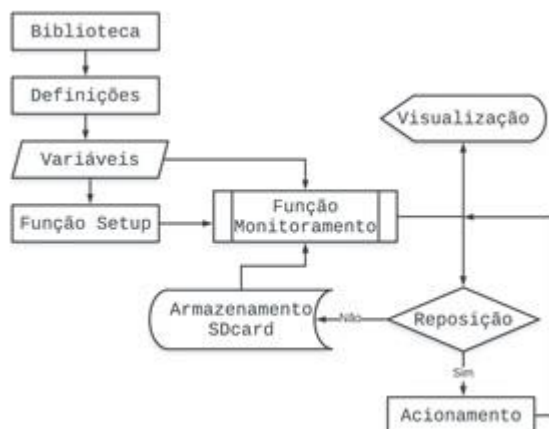 Biblioteca
Definições
Visualização
Variáveis
Função
Monitoramento
Função Setup
Armazenamento
SDcard
Não
Reposição
Sim
Acionamento